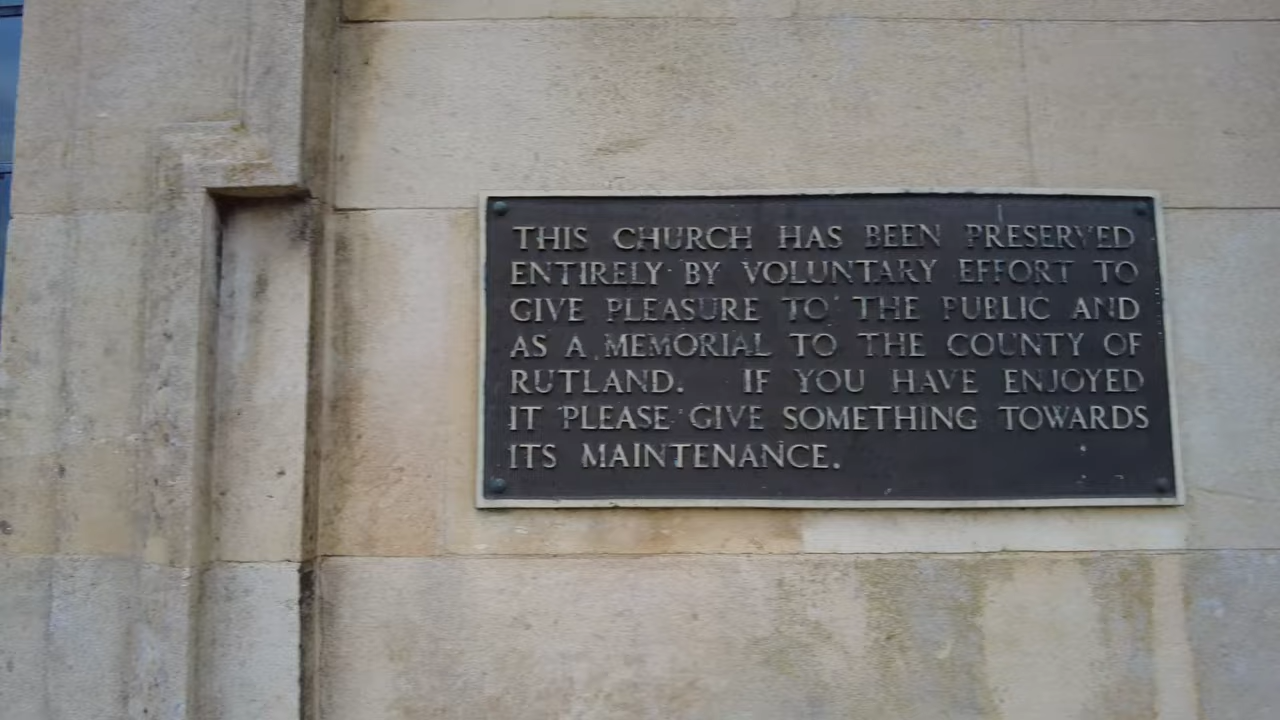 THIS CHURCH HAS BEEN PRESERVED
ENTIRELY BY VOLUNTARY EFFORT TO
GIVE PLEASURE TO THE PUBLIC AND
AS A MEMORIAL TO THE COUNTY OF
RUTLAND. IF YOU HAVE ENJOYED
IT PLEASE GIVE SOMETHING TOWARDS
ITS MAINTENANCE.